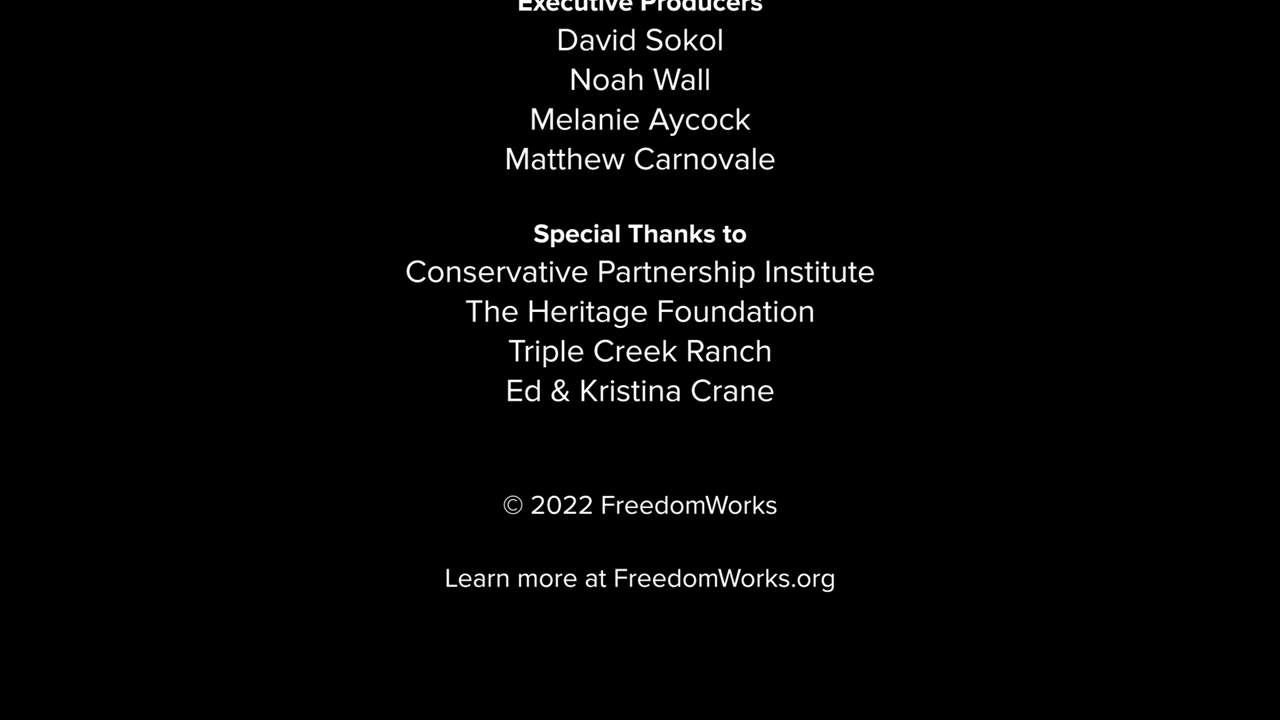 Executive Producers
David Sokol
Noah Wall
Melanie Aycock
Matthew Carnovale
Special Thanks to
Conservative Partnership Institute
The Heritage Foundation
Triple Creek Ranch
Ed & Kristina Crane
© 2022 FreedomWorks
Learn more at FreedomWorks.org